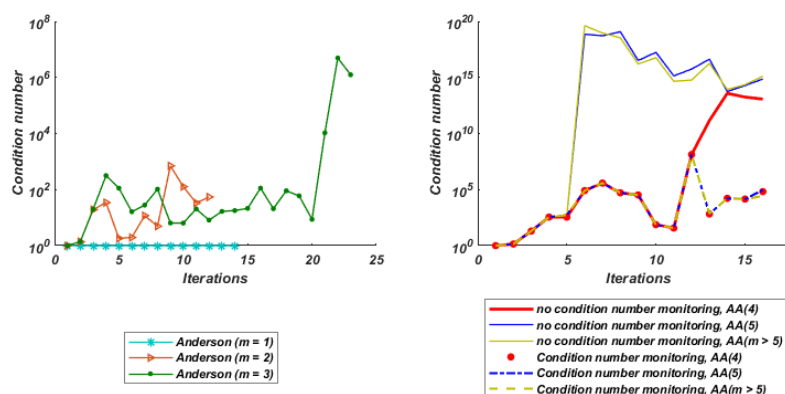 10^8
10^6
10^4
10^2
10^0
Condition number
0 5 10 15 20 25
Iterations
Anderson (m = 1)
Anderson (m = 2)
Anderson (m = 3)
10^20
10^15
10^10
10^5
10^0
Condition number
0 5 10 15
Iterations
no condition number monitoring, AA(4)
no condition number monitoring, AA(5)
no condition number monitoring, AA(m > 5)
Condition number monitoring, AA(4)
Condition number monitoring, AA(5)
Condition number monitoring, AA(m > 5)